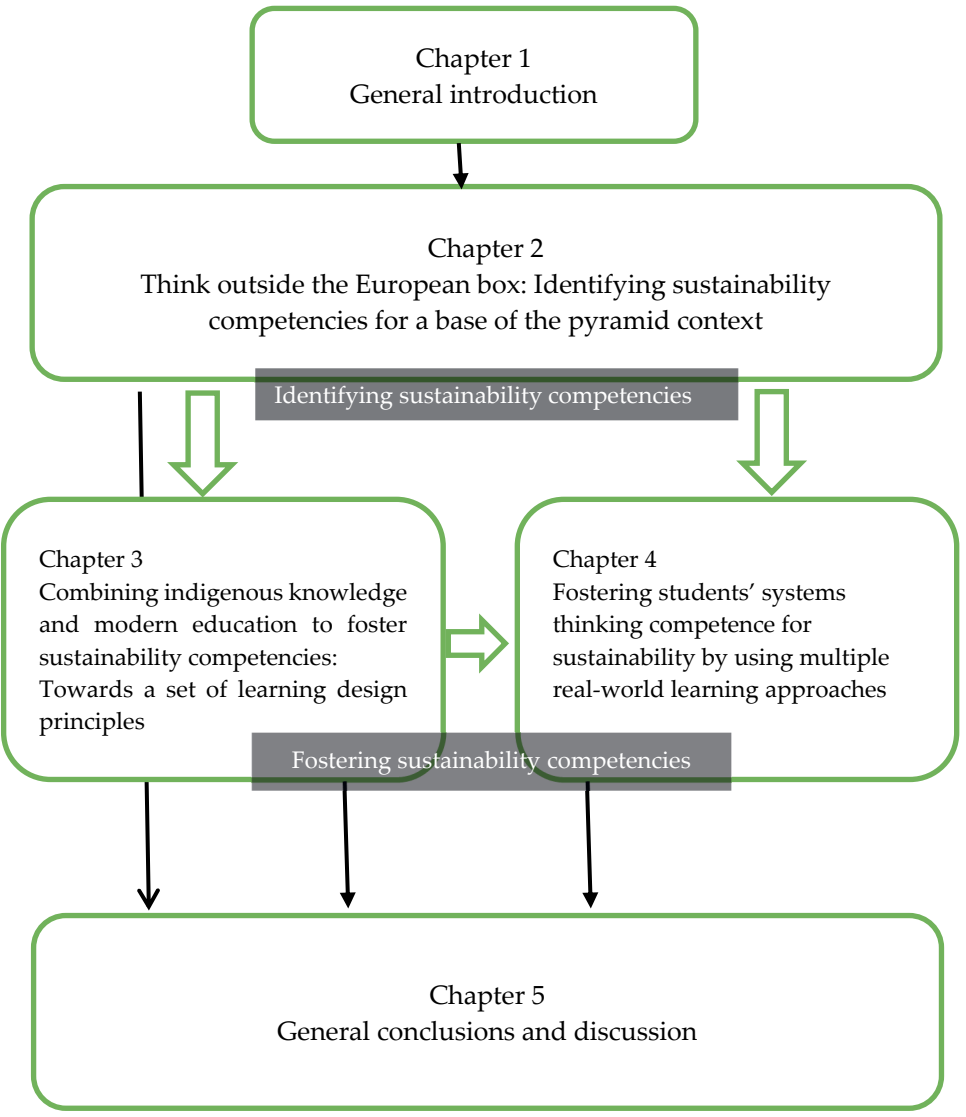 Chapter 1
General introduction
Chapter 2
Think outside the European box: Identifying sustainability
competencies for a base of the pyramid context
Identifying sustainability competencies
Chapter 3
Combining indigenous knowledge
and modern education to foster
sustainability competencies:
Towards a set of learning design
principles
Chapter 4
Fostering students’ systems
thinking competence for
sustainability by using multiple
real-world learning approaches
Fostering sustainability competencies
Chapter 5
General conclusions and discussion